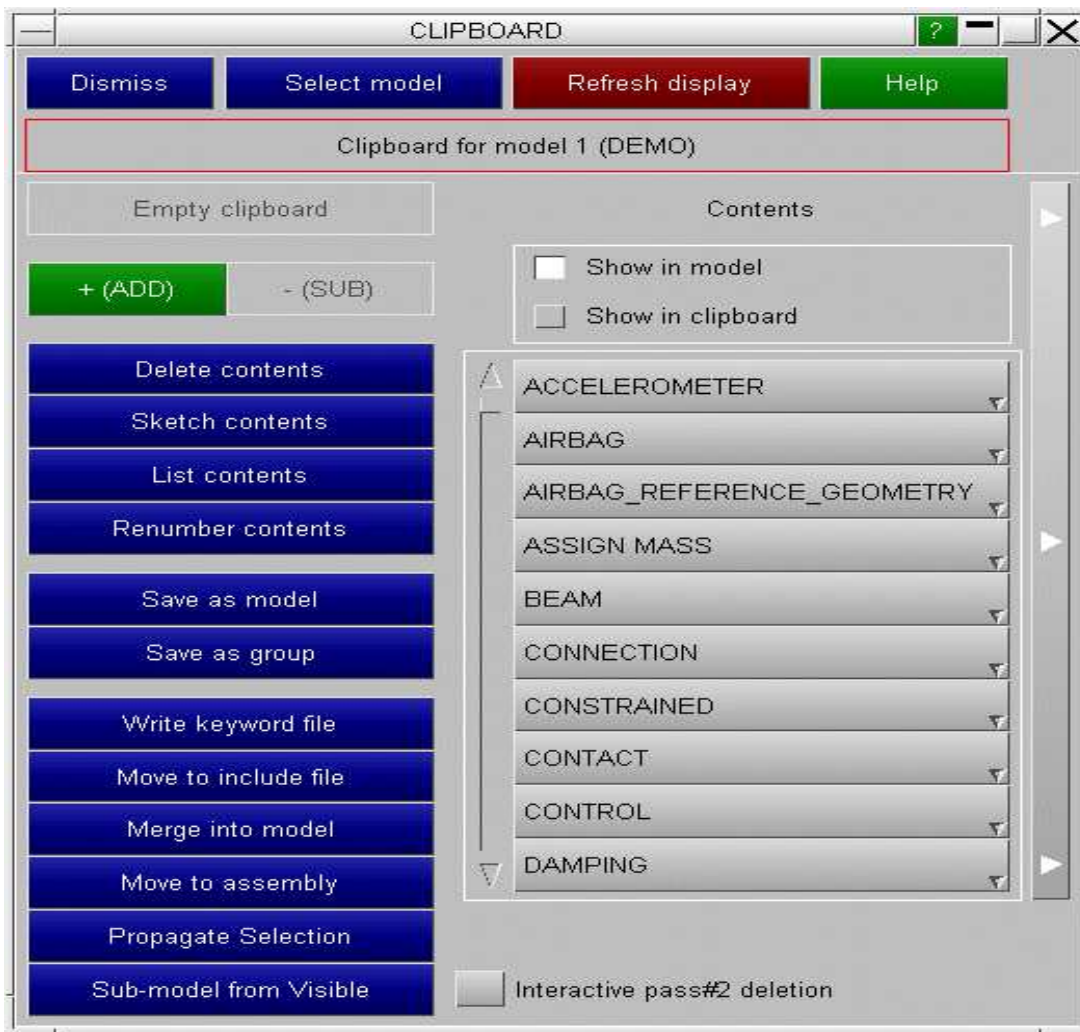 CLIPBOARD ?
Dismiss Select model Refresh display Help
Clipboard for model 1 (DEMO)
Empty clipboard
+ (ADD) - (SUB)
Delete contents
Sketch contents
List contents
Renumber contents
Save as model
Save as group
Write keyword file
Move to include file
Merge into model
Move to assembly
Propagate Selection
Sub-model from Visible
Contents
Show in model
Show in clipboard
ACCELEROMETER
AIRBAG
AIRBAG_REFERENCE_GEOMETRY
ASSIGN MASS
BEAM
CONNECTION
CONSTRAINED
CONTACT
CONTROL
DAMPING
Interactive pass#2 deletion